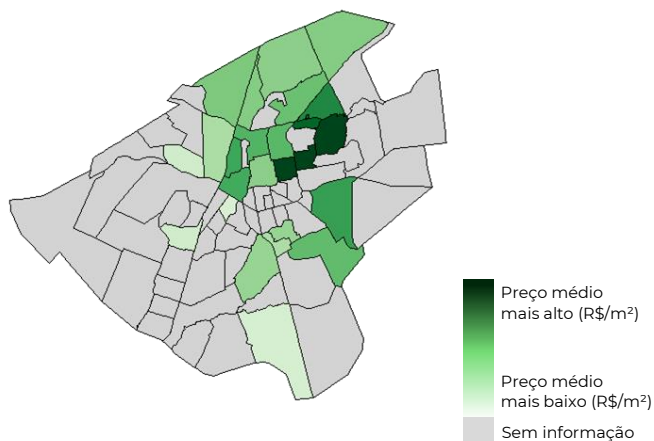 Preço médio
mais alto (R$/m²)
Preço médio
mais baixo (R$/m²)
Sem informação